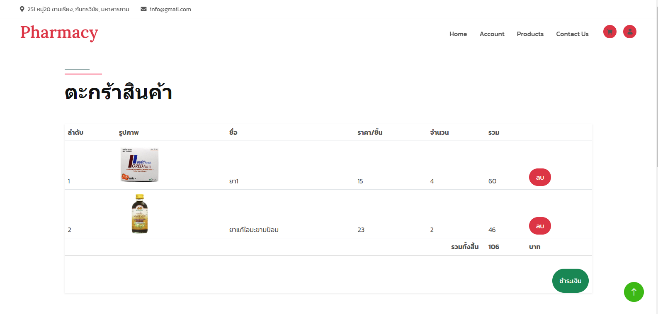 251 หมู่20 ขามเรียง,กันทรวิชัย, มหาสารคาม info@gmail.com
Pharmacy
Home Account Products Contact Us
ตะกร้าสินค้า
ลำดับ รูปภาพ ชื่อ ราคา/ชิ้น จำนวน รวม
1 ยา1 15 4 60 ลบ
2 ยาแก้ไอมะขามป้อม 23 2 46 ลบ
รวมทั้งสิ้น 106 บาท
ชำระเงิน